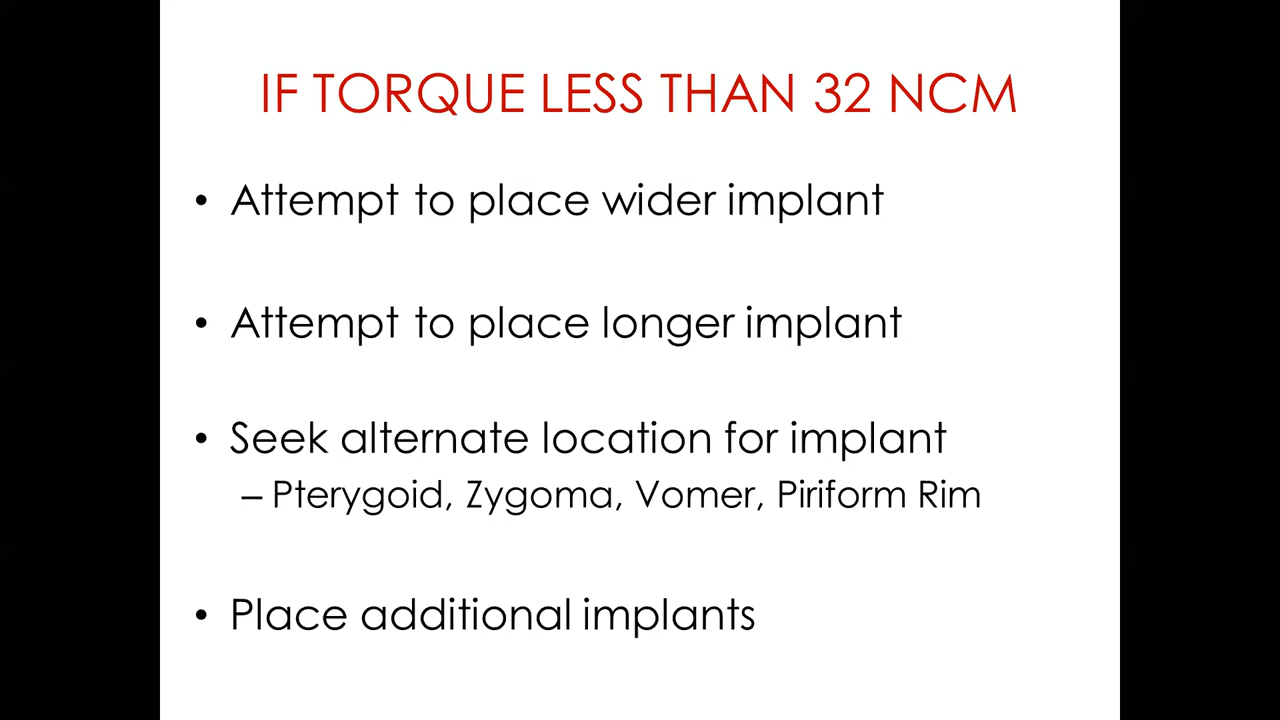 IF TORQUE LESS THAN 32 NCM
• Attempt to place wider implant
• Attempt to place longer implant
• Seek alternate location for implant
– Pterygoid, Zygoma, Vomer, Piriform Rim
• Place additional implants